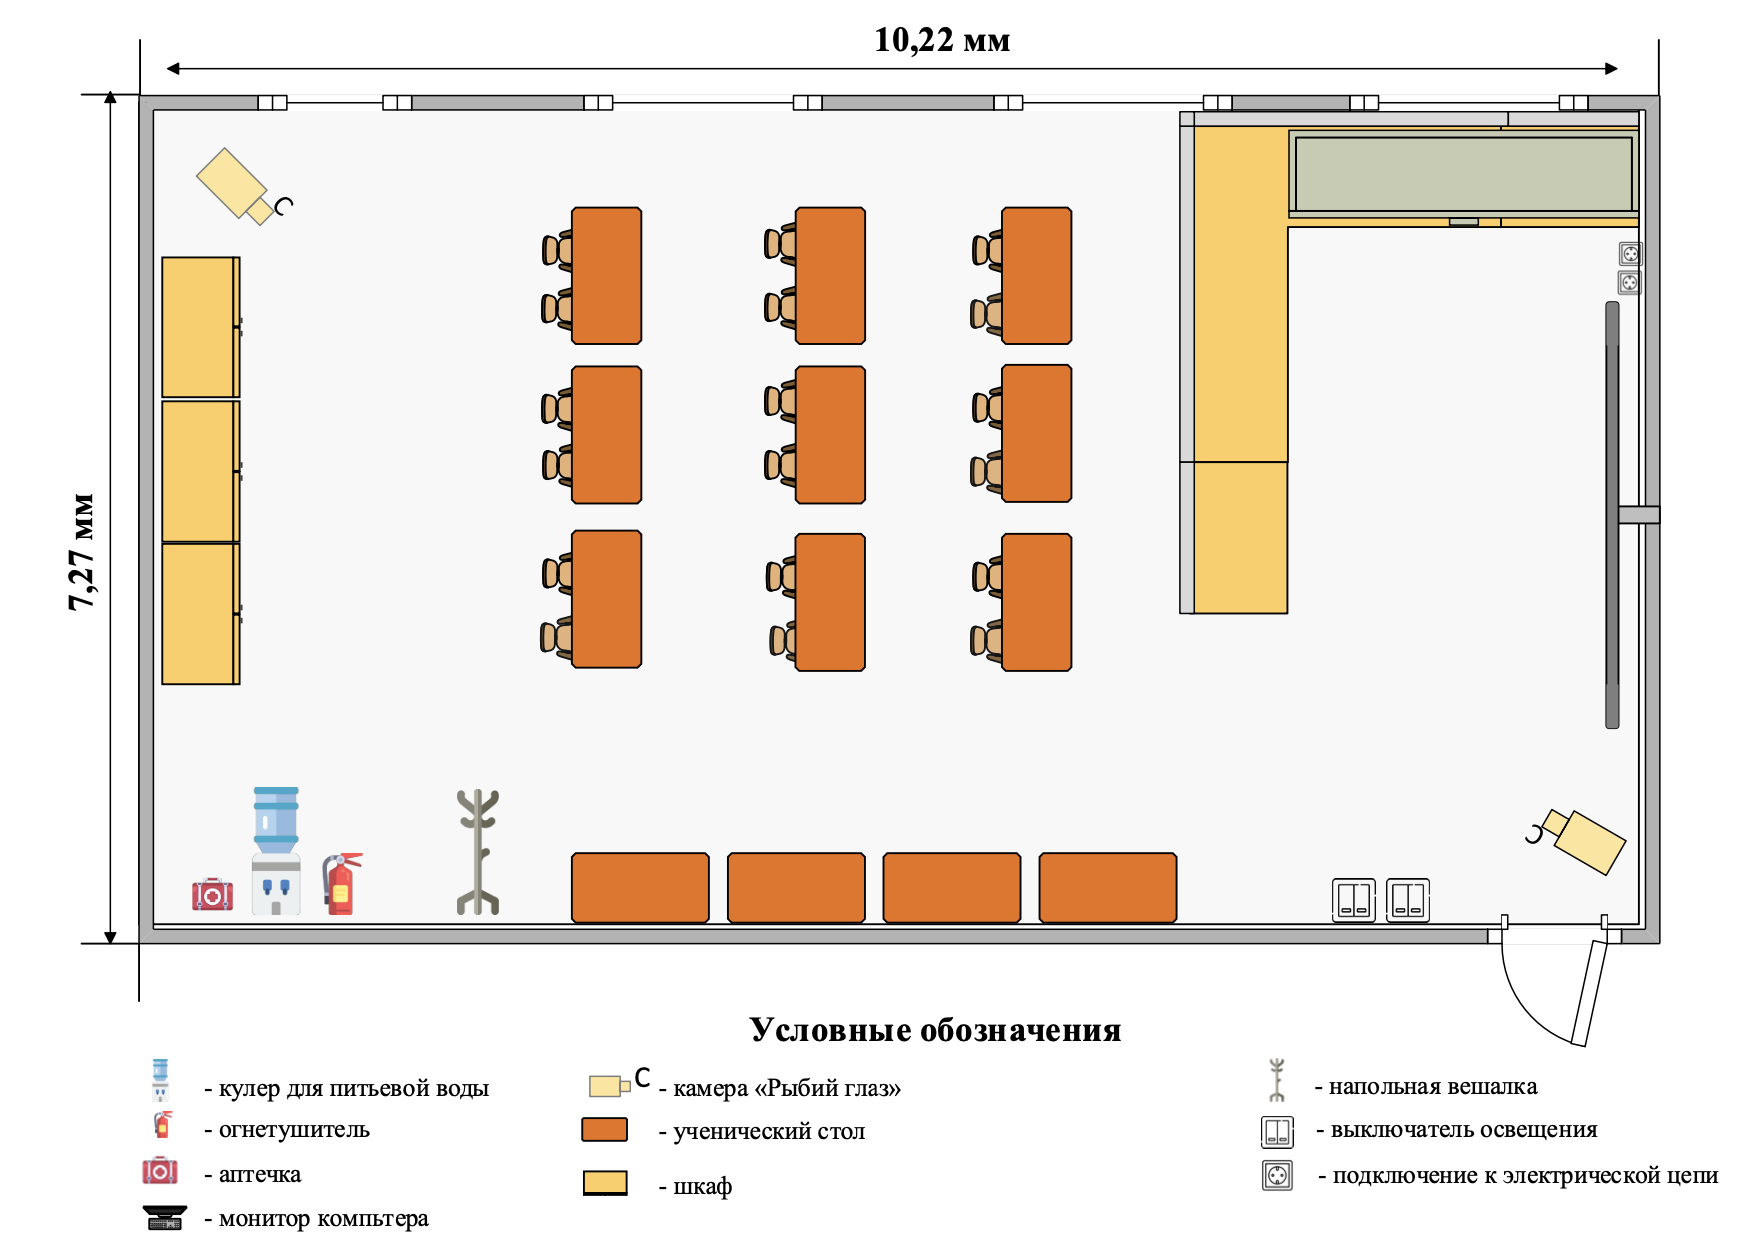 10,22 мм
7,27 мм
С
С
Условные обозначения
- кулер для питьевой воды
- огнетушитель
- аптечка
- монитор компьтера
С - камера «Рыбий глаз»
- ученический стол
- шкаф
- напольная вешалка
- выключатель освещения
- подключение к электрической цепи